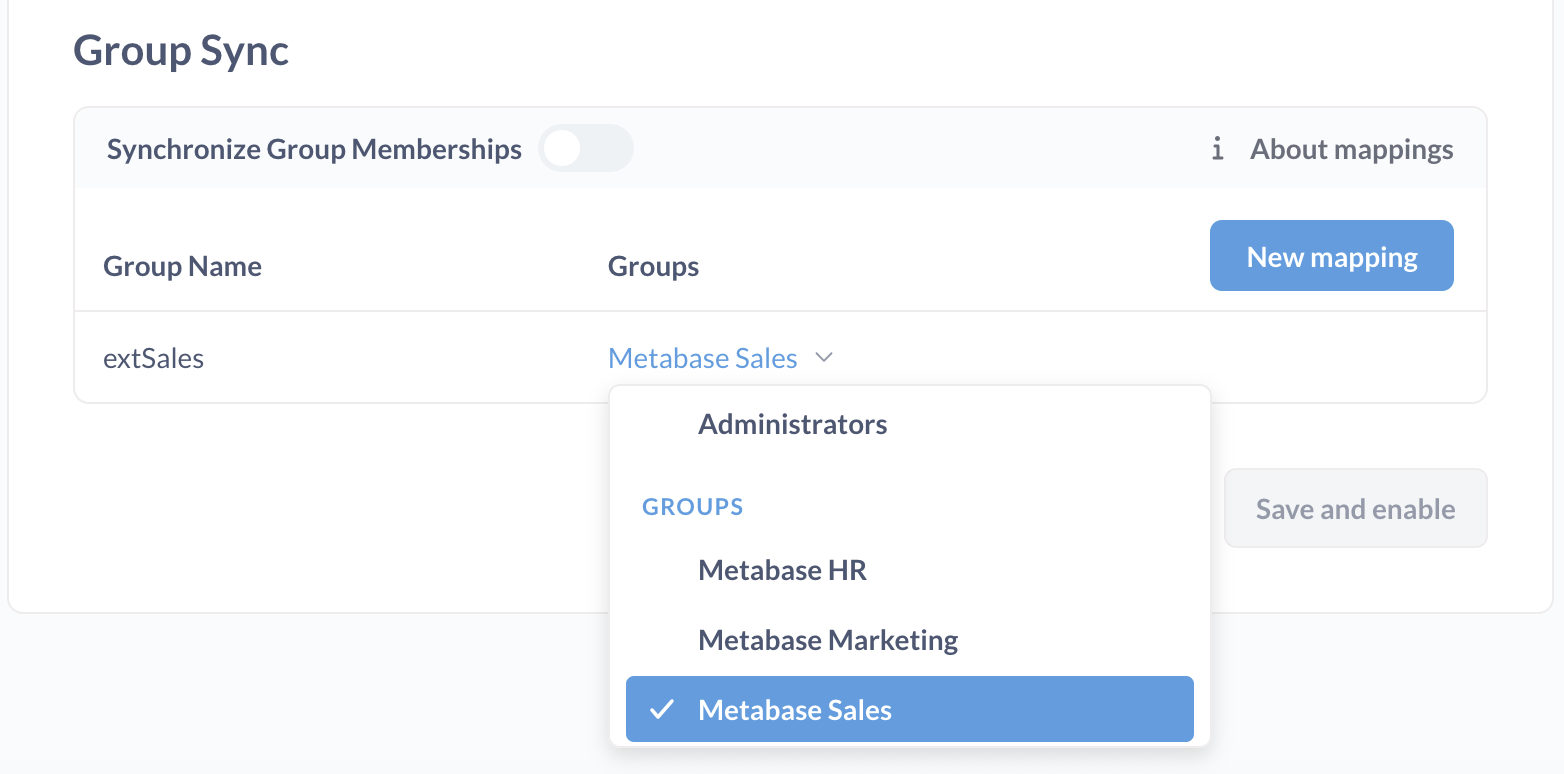 Group Sync
Synchronize Group Memberships
About mappings
Group Name
Groups
New mapping
extSales
Metabase Sales
Administrators
GROUPS
Metabase HR
Metabase Marketing
Metabase Sales
Save and enable